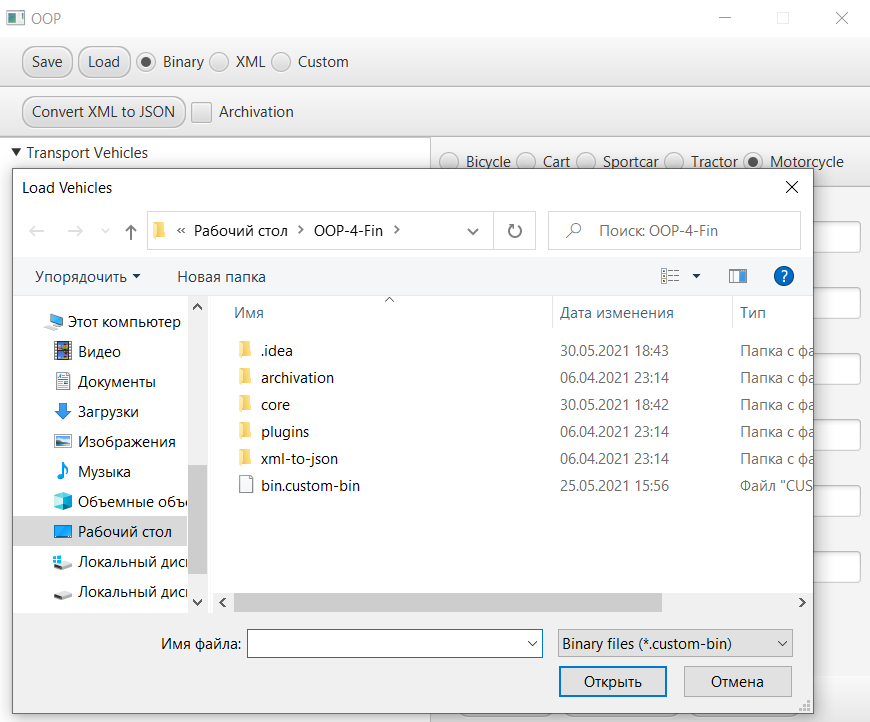 OOP
Save Load Binary XML Custom
Convert XML to JSON Archivation
Transport Vehicles
Bicycle Cart Sportcar Tractor Motorcycle
Load Vehicles
« Рабочий стол > OOP-4-Fin >
Поиск: OOP-4-Fin
Упорядочить Новая папка ?
Имя Дата изменения Тип
Этот компьютер
Видео
Документы
Загрузки
Изображения
Музыка
Объемные объ
Рабочий стол
Локальный дис
Локальный дис
.idea 30.05.2021 18:43 Папка с фа
archivation 06.04.2021 23:14 Папка с фа
core 30.05.2021 18:42 Папка с фа
plugins 06.04.2021 23:14 Папка с фа
xml-to-json 06.04.2021 23:14 Папка с фа
bin.custom-bin 25.05.2021 15:56 Файл "CUS
Имя файла: Binary files (*.custom-bin)
Открыть Отмена